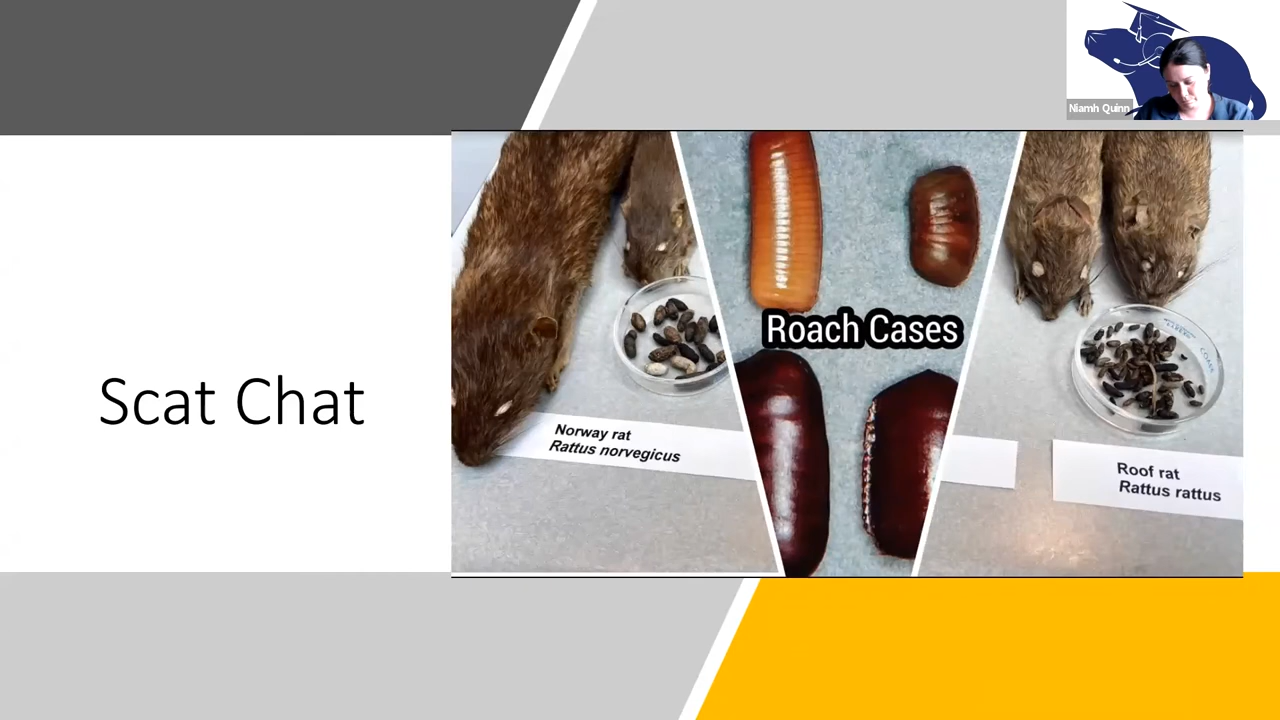 Niamh Quinn
Scat Chat
Roach Cases
Norway rat
Rattus norvegicus
Roof rat
Rattus rattus